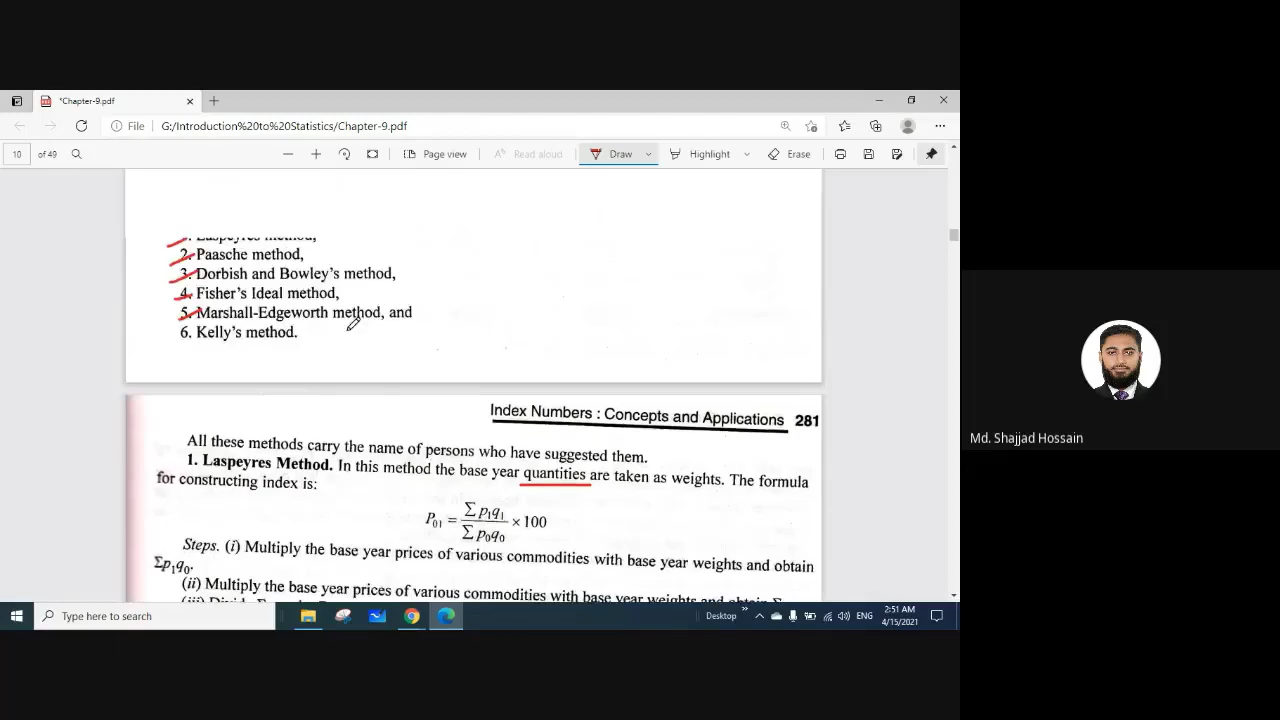 *Chapter-9.pdf
File G:/Introduction%20to%20Statistics/Chapter-9.pdf
10 of 49 Page view Read aloud Draw Highlight Erase
1. Laspeyres method,
2. Paasche method,
3. Dorbish and Bowley's method,
4. Fisher's Ideal method,
5. Marshall-Edgeworth method, and
6. Kelly's method.
Index Numbers : Concepts and Applications 281
All these methods carry the name of persons who have suggested them.
1. Laspeyres Method. In this method the base year quantities are taken as weights. The formula
for constructing index is:
P₀₁ = Σ p₁q₁ / Σ p₀q₀ × 100
Steps. (i) Multiply the base year prices of various commodities with base year weights and obtain
Σp₁q₀.
(ii) Multiply the base year prices of various commodities with base year weights and obtain Σ
Md. Shajjad Hossain
Type here to search
Desktop
ENG
2:51 AM
4/15/2021